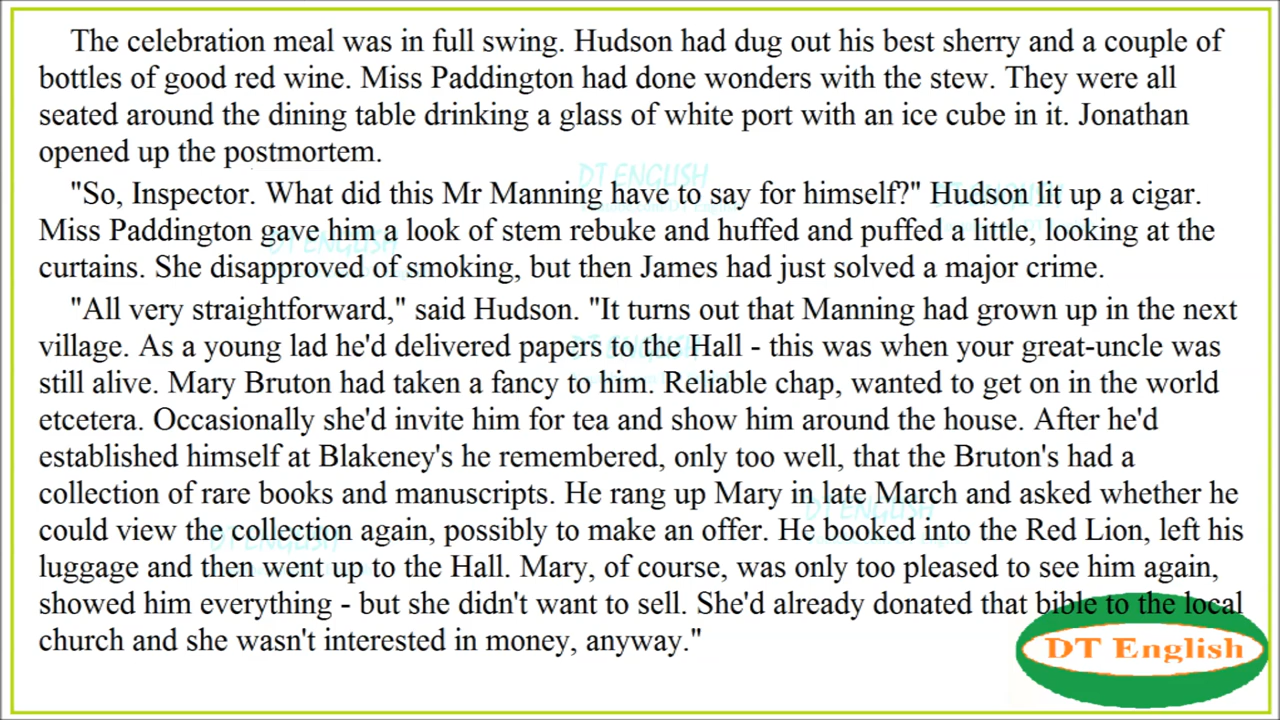 The celebration meal was in full swing. Hudson had dug out his best sherry and a couple of
bottles of good red wine. Miss Paddington had done wonders with the stew. They were all
seated around the dining table drinking a glass of white port with an ice cube in it. Jonathan
opened up the postmortem.
"So, Inspector. What did this Mr Manning have to say for himself?" Hudson lit up a cigar.
Miss Paddington gave him a look of stem rebuke and huffed and puffed a little, looking at the
curtains. She disapproved of smoking, but then James had just solved a major crime.
"All very straightforward," said Hudson. "It turns out that Manning had grown up in the next
village. As a young lad he'd delivered papers to the Hall - this was when your great-uncle was
still alive. Mary Bruton had taken a fancy to him. Reliable chap, wanted to get on in the world
etcetera. Occasionally she'd invite him for tea and show him around the house. After he'd
established himself at Blakeney's he remembered, only too well, that the Bruton's had a
collection of rare books and manuscripts. He rang up Mary in late March and asked whether he
could view the collection again, possibly to make an offer. He booked into the Red Lion, left his
luggage and then went up to the Hall. Mary, of course, was only too pleased to see him again,
showed him everything - but she didn't want to sell. She'd already donated that bible to the local
church and she wasn't interested in money, anyway."
DT English
DT ENGLISH
DT ENGLISH
DT ENGLISH
DT ENGLISH
DT ENGLISH
DT ENGLISH